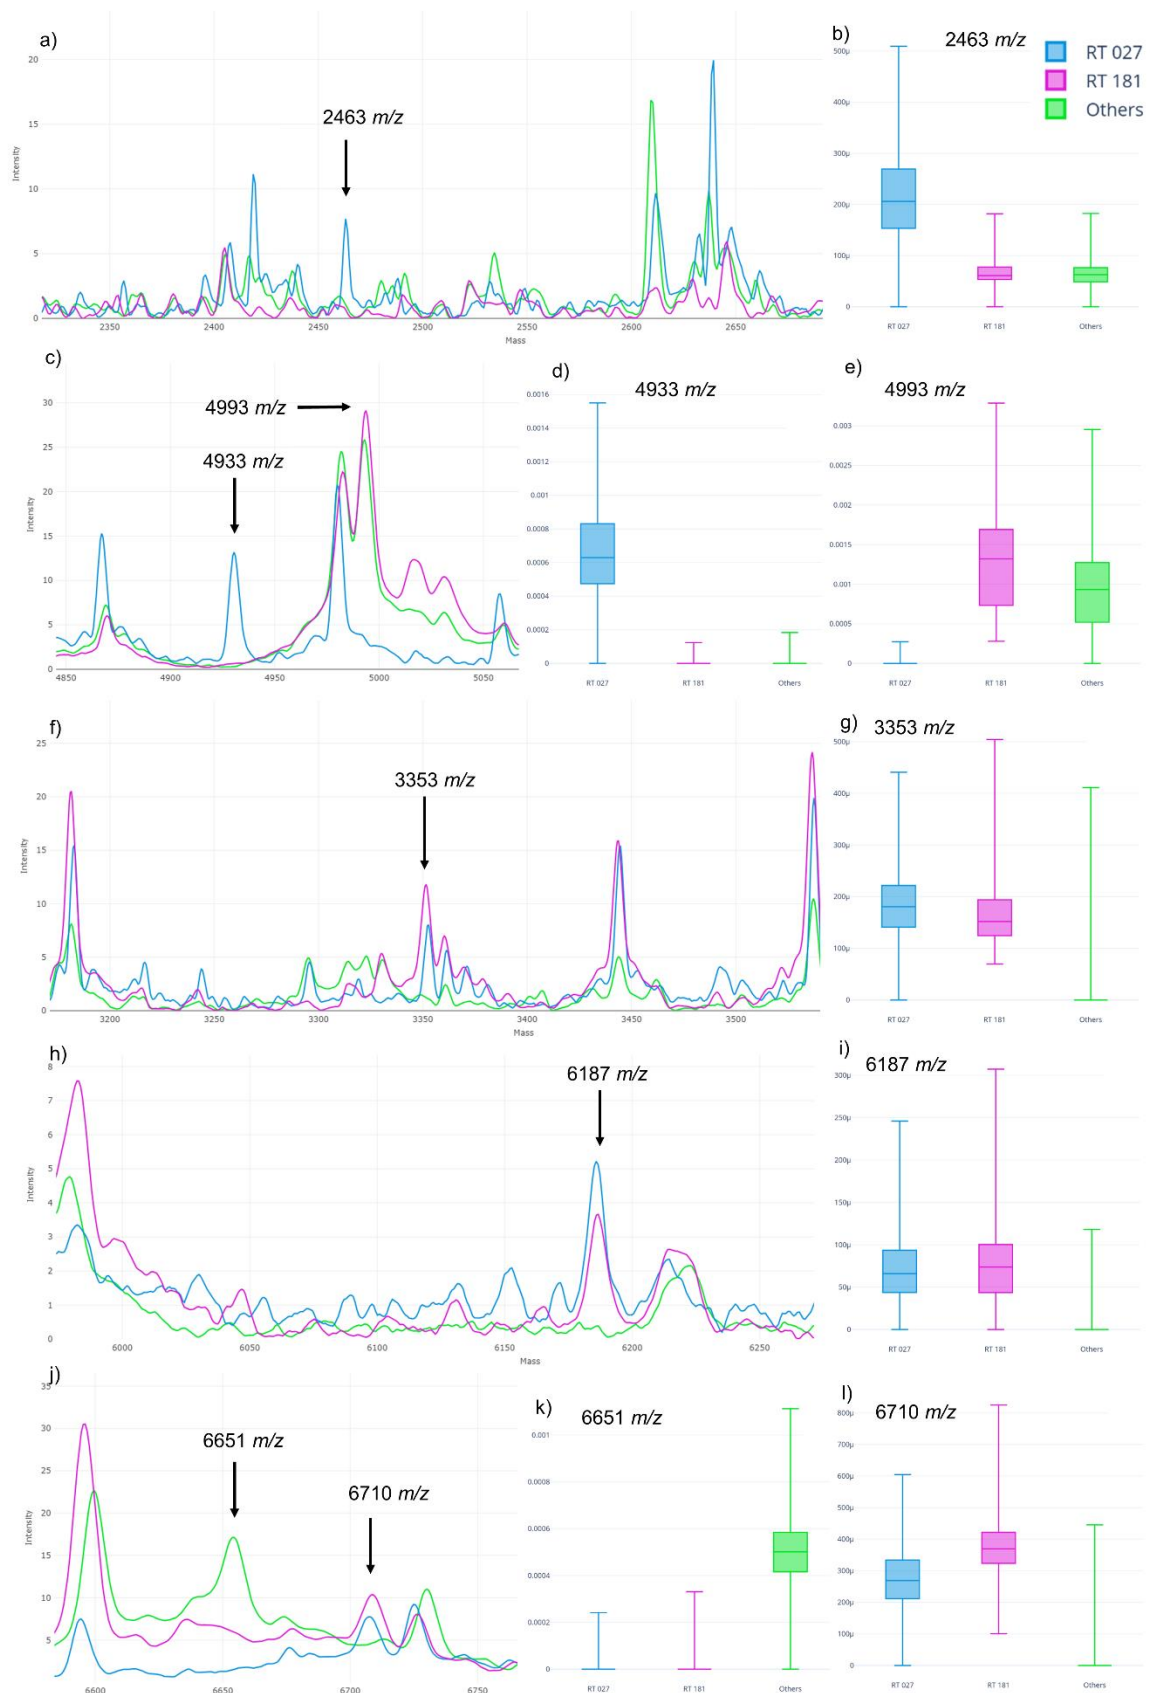 a)
2463 m/z
20
15
10
5
0
Intensity
2350
2400
2450
2500
2550
2600
2650
Mass
b)
2463 m/z
500µ
400µ
300µ
200µ
100µ
0
RT 027
RT 181
Others
RT 027
RT 181
Others
c)
4993 m/z
4933 m/z
30
25
20
15
10
5
0
Intensity
4850
4900
4950
5000
5050
d)
4933 m/z
0.0016
0.0014
0.0012
0.001
0.0008
0.0006
0.0004
0.0002
0
RT 027
RT 181
Others
e)
4993 m/z
0.003
0.0025
0.002
0.0015
0.001
0.0005
0
RT 027
RT 181
Others
f)
3353 m/z
25
20
15
10
5
0
Intensity
3200
3250
3300
3350
3400
3450
3500
Mass
g)
3353 m/z
500µ
400µ
300µ
200µ
100µ
0
RT 027
RT 181
Others
h)
6187 m/z
8
7
6
5
4
3
2
1
0
Intensity
6000
6050
6100
6150
6200
6250
Mass
i)
6187 m/z
300µ
250µ
200µ
150µ
100µ
50µ
0
RT 027
RT 181
Others
j)
6651 m/z
6710 m/z
35
30
25
20
15
10
5
Intensity
6600
6650
6700
6750
k)
6651 m/z
0.001
0.0008
0.0006
0.0004
0.0002
0
RT 027
RT 181
Others
l)
6710 m/z
800µ
700µ
600µ
500µ
400µ
300µ
200µ
100µ
0
RT 027
RT 181
Others